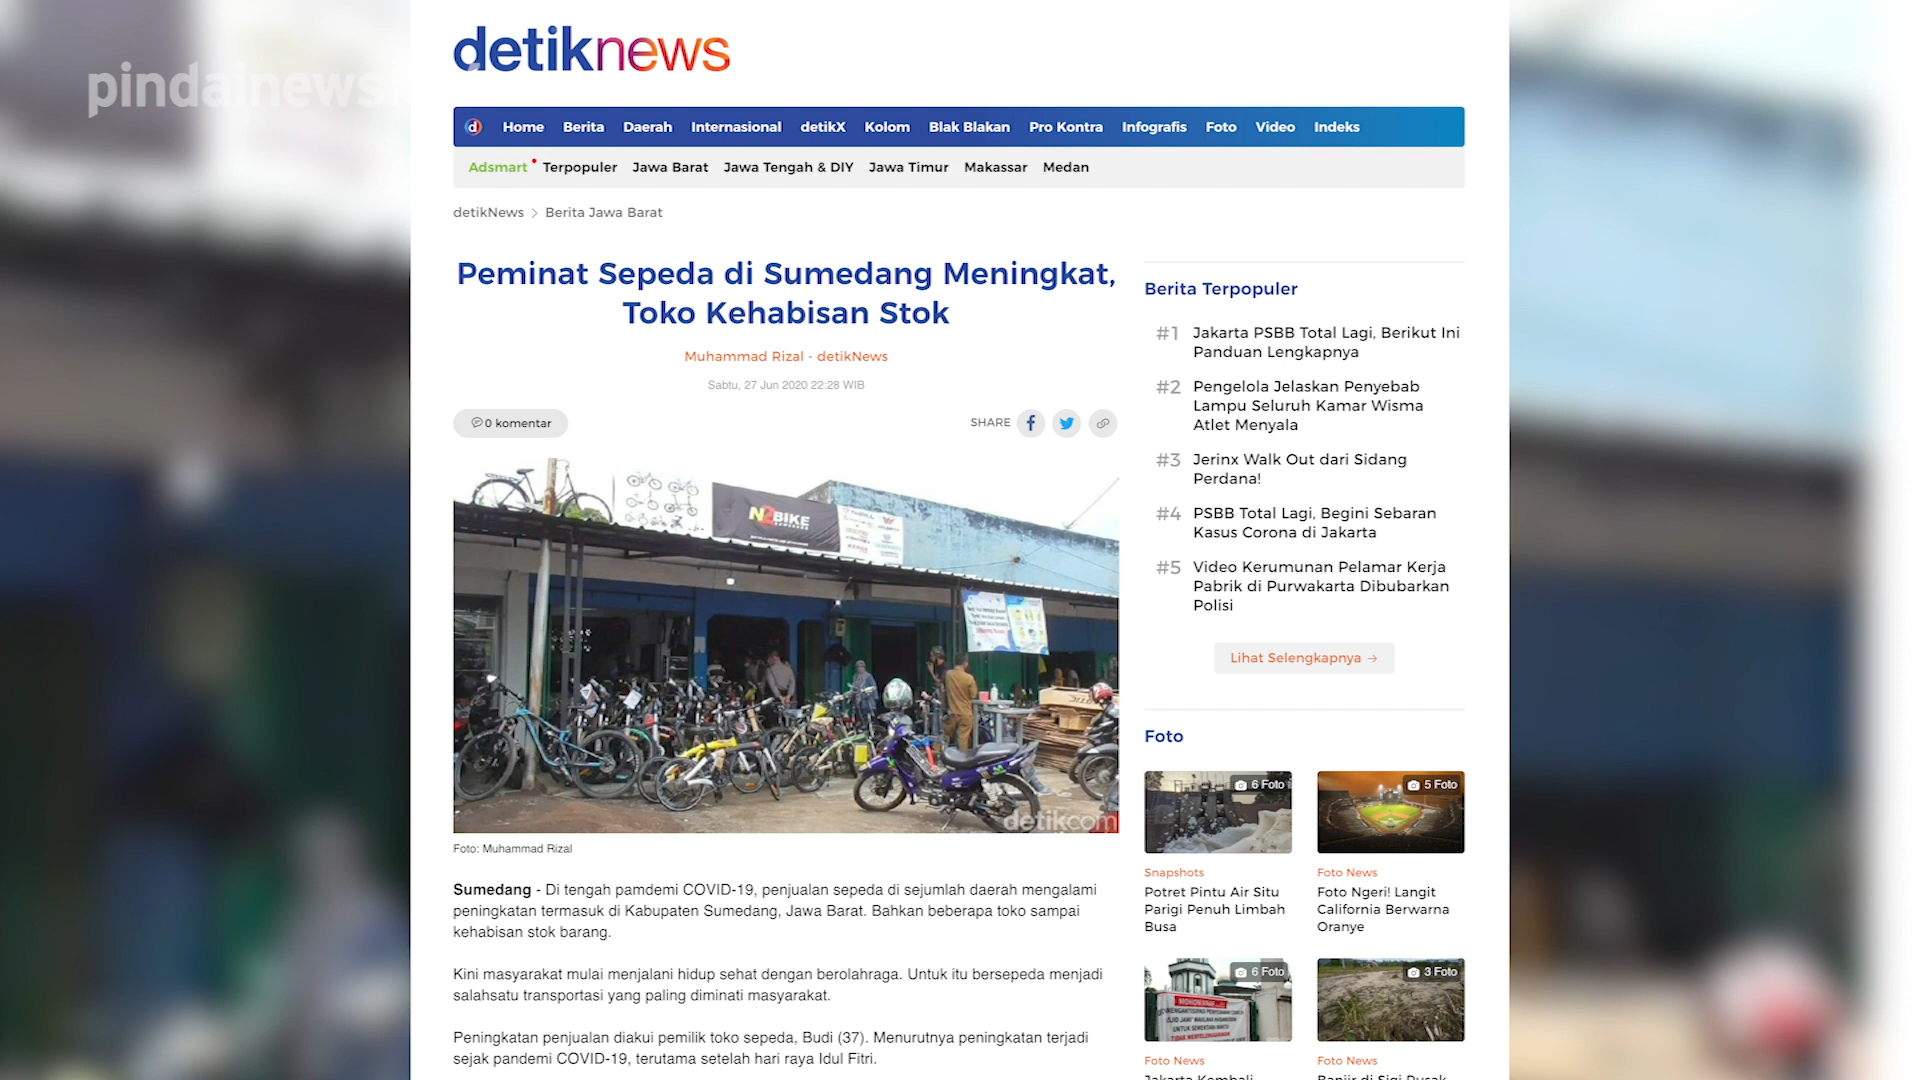 pindainews
detiknews
Home Berita Daerah Internasional detikX Kolom Blak Blakan Pro Kontra Infografis Foto Video Indeks
Adsmart Terpopuler Jawa Barat Jawa Tengah & DIY Jawa Timur Makassar Medan
detikNews > Berita Jawa Barat
Peminat Sepeda di Sumedang Meningkat,
Toko Kehabisan Stok
Muhammad Rizal - detikNews
Sabtu, 27 Jun 2020 22:28 WIB
0 komentar
SHARE
N2BIKE
detikcom
Foto: Muhammad Rizal
Sumedang - Di tengah pamdemi COVID-19, penjualan sepeda di sejumlah daerah mengalami
peningkatan termasuk di Kabupaten Sumedang, Jawa Barat. Bahkan beberapa toko sampai
kehabisan stok barang.
Kini masyarakat mulai menjalani hidup sehat dengan berolahraga. Untuk itu bersepeda menjadi
salahsatu transportasi yang paling diminati masyarakat.
Peningkatan penjualan diakui pemilik toko sepeda, Budi (37). Menurutnya peningkatan terjadi
sejak pandemi COVID-19, terutama setelah hari raya Idul Fitri.
Berita Terpopuler
#1 Jakarta PSBB Total Lagi, Berikut Ini
Panduan Lengkapnya
#2 Pengelola Jelaskan Penyebab
Lampu Seluruh Kamar Wisma
Atlet Menyala
#3 Jerinx Walk Out dari Sidang
Perdana!
#4 PSBB Total Lagi, Begini Sebaran
Kasus Corona di Jakarta
#5 Video Kerumunan Pelamar Kerja
Pabrik di Purwakarta Dibubarkan
Polisi
Lihat Selengkapnya →
Foto
6 Foto
Snapshots
Potret Pintu Air Situ
Parigi Penuh Limbah
Busa
5 Foto
Foto News
Foto Ngeri! Langit
California Berwarna
Oranye
6 Foto
Foto News
Jakarta Kembali
3 Foto
Foto News
Banjir di Sigi Rusak